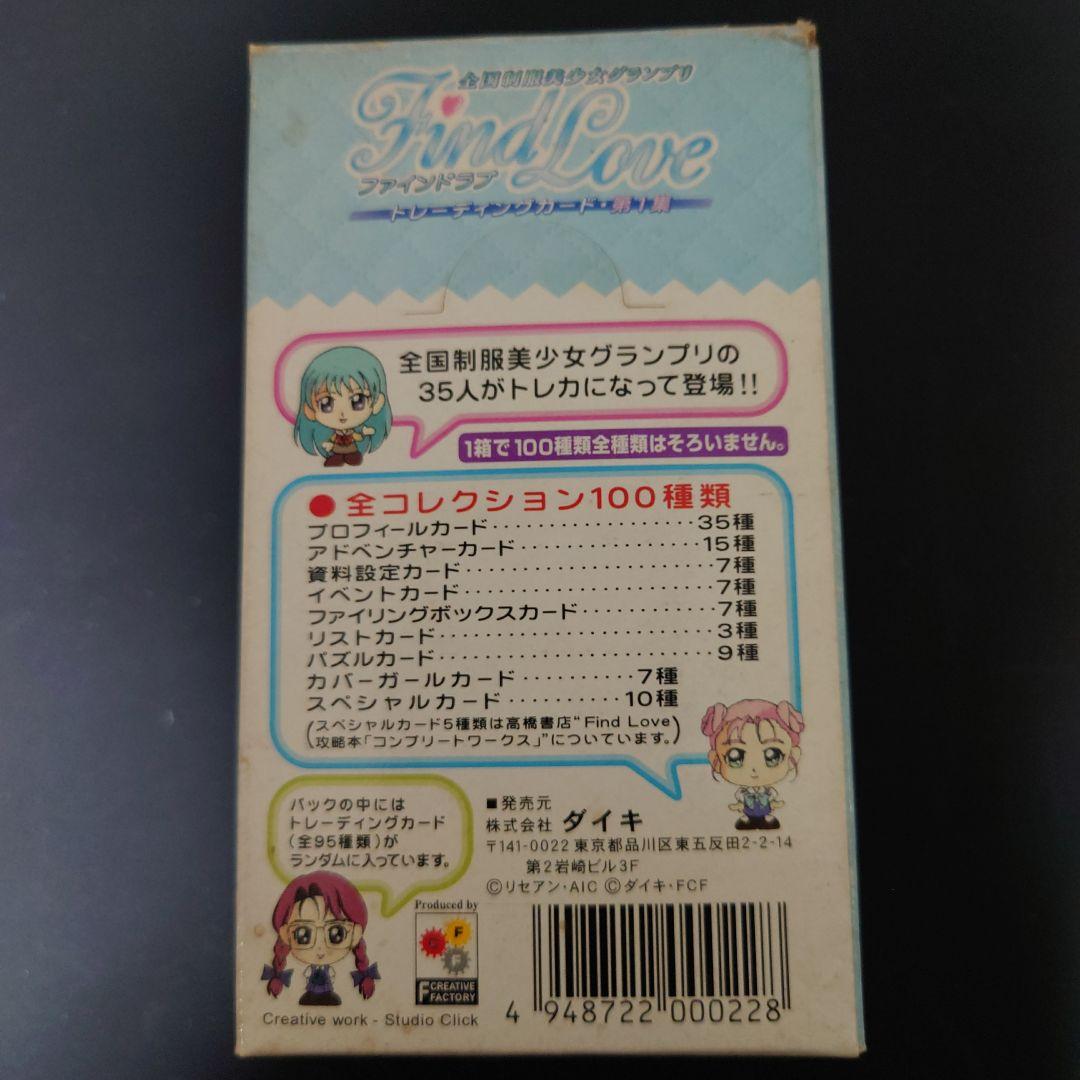 全国制服美少女グランプリ
Find Love
ファインドラブ
トレーディングカード・第1集
全国制服美少女グランプリの
35人がトレカになって登場!!
1箱で100種類全種類はそろいません。
●全コレクション100種類
プロフィールカード····················35種
アドベンチャーカード················15種
資料設定カード······················7種
イベントカード······················7種
ファイリングボックスカード············7種
リストカード························3種
パズルカード························9種
カバーガールカード··········7種
スペシャルカード···········10種
(スペシャルカード5種類は高橋書店“Find Love
攻略本「コンプリートワークス」”についています。)
パックの中には
トレーディングカード
(全95種類)が
ランダムに入っています。
■発売元
株式会社 ダイキ
〒141-0022 東京都品川区東五反田2-2-14
第2岩崎ビル3F
©リセアン・AIC ©ダイキ・FCF
Produced by
C F F
F CREATIVE FACTORY
Creative work - Studio Click
4 948722 000228